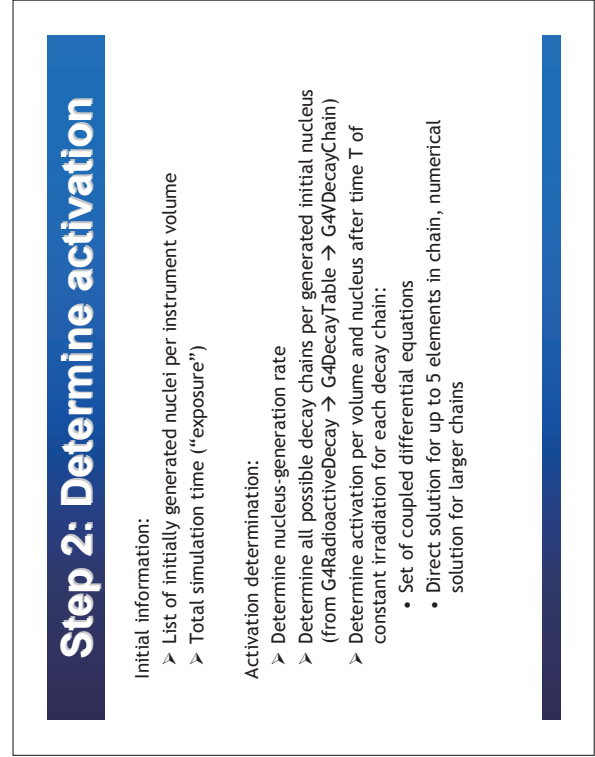 Step 2: Determine activation
Initial information:
➢ List of initially generated nuclei per instrument volume
➢ Total simulation time (“exposure”)
Activation determination:
➢ Determine nucleus-generation rate
➢ Determine all possible decay chains per generated initial nucleus
(from G4RadioactiveDecay → G4DecayTable → G4VDecayChain)
➢ Determine activation per volume and nucleus after time T of
constant irradiation for each decay chain:
• Set of coupled differential equations
• Direct solution for up to 5 elements in chain, numerical
solution for larger chains